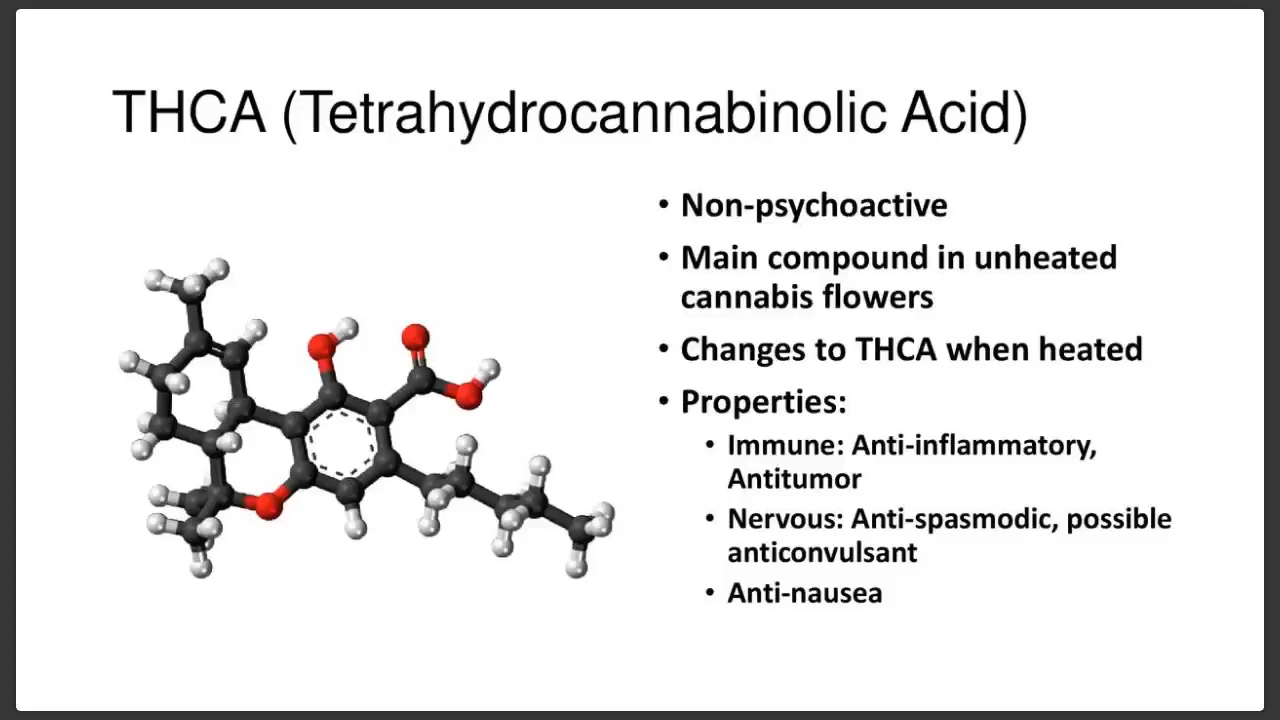 THCA (Tetrahydrocannabinolic Acid)
• Non-psychoactive
• Main compound in unheated
cannabis flowers
• Changes to THCA when heated
• Properties:
• Immune: Anti-inflammatory,
Antitumor
• Nervous: Anti-spasmodic, possible
anticonvulsant
• Anti-nausea